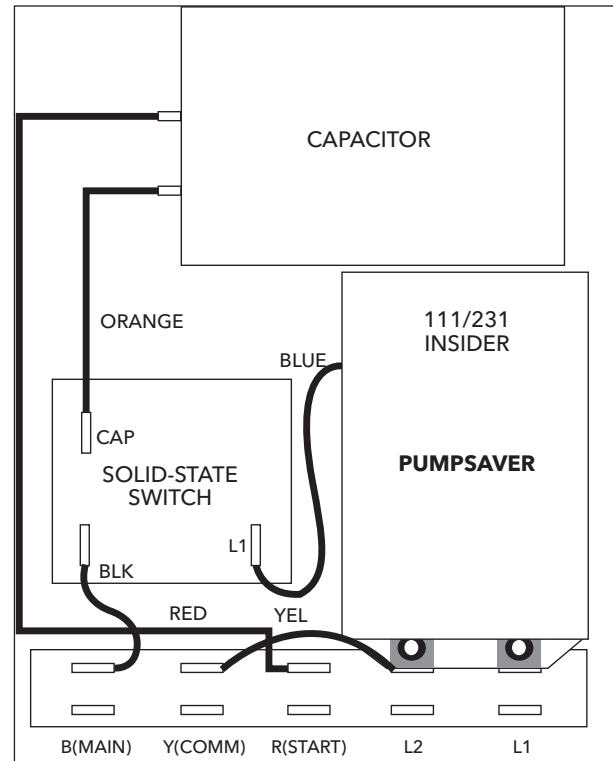 CAPACITOR
ORANGE
111/231
INSIDER
BLUE
CAP
PUMPSAVER
SOLID-STATE
SWITCH
L1
BLK
RED
YEL
B(MAIN)
Y(COMM)
R(START)
L2
L1